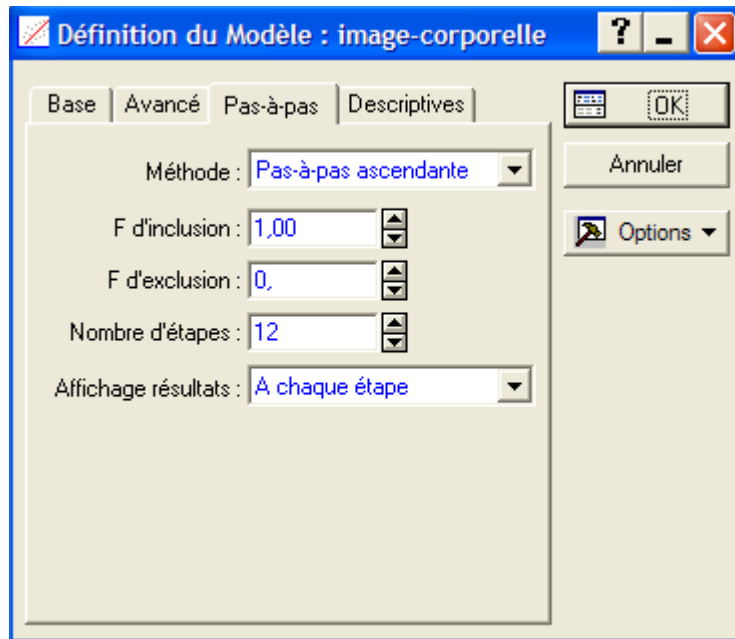 Définition du Modèle : image-corporelle
Base Avancé Pas-à-pas Descriptives
OK
Annuler
Options
Méthode : Pas-à-pas ascendante
F d'inclusion : 1,00
F d'exclusion : 0,
Nombre d'étapes : 12
Affichage résultats : A chaque étape